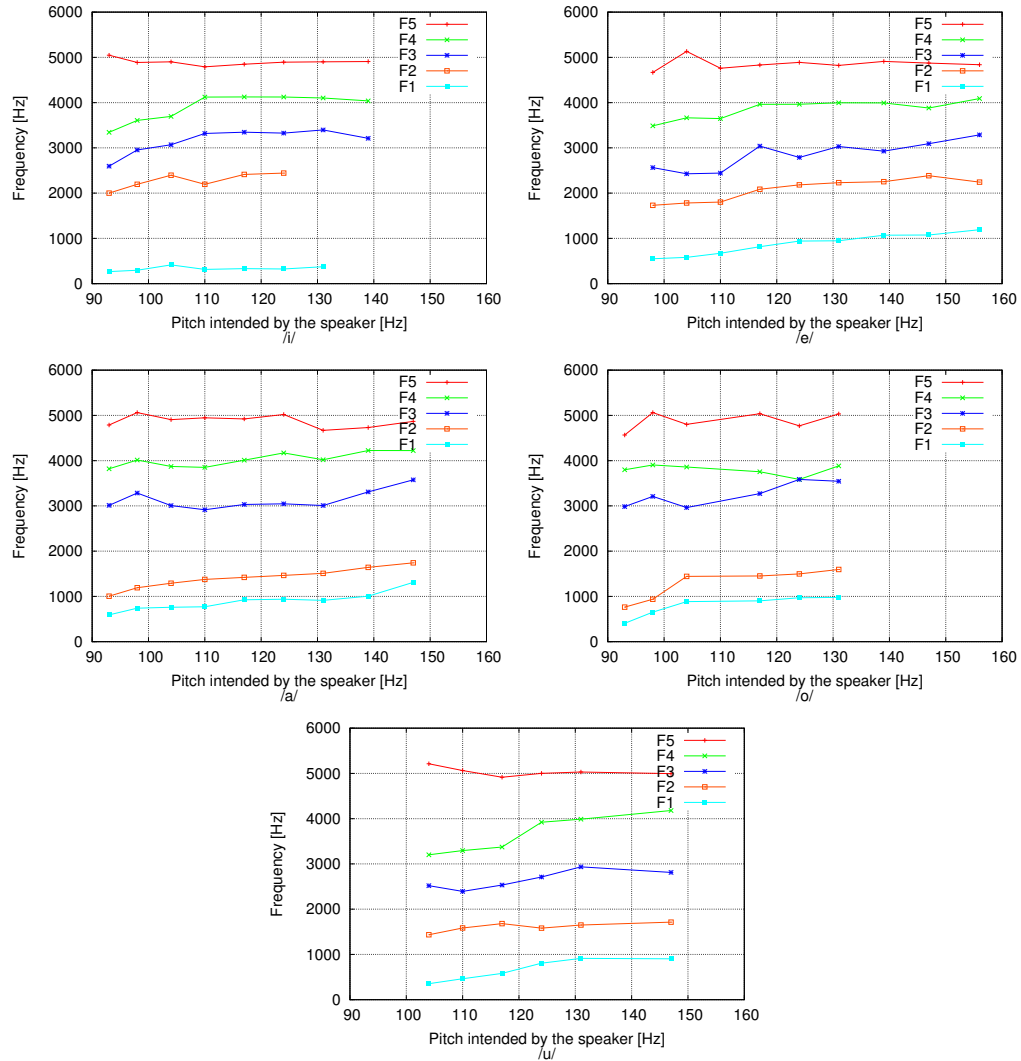 6000
5000
4000
3000
2000
1000
0
90 100 110 120 130 140 150 160
Frequency [Hz]
Pitch intended by the speaker [Hz]
/i/
F5
F4
F3
F2
F1
6000
5000
4000
3000
2000
1000
0
90 100 110 120 130 140 150 160
Frequency [Hz]
Pitch intended by the speaker [Hz]
/e/
F5
F4
F3
F2
F1
6000
5000
4000
3000
2000
1000
0
90 100 110 120 130 140 150 160
Frequency [Hz]
Pitch intended by the speaker [Hz]
/a/
F5
F4
F3
F2
F1
6000
5000
4000
3000
2000
1000
0
90 100 110 120 130 140 150 160
Frequency [Hz]
Pitch intended by the speaker [Hz]
/o/
F5
F4
F3
F2
F1
6000
5000
4000
3000
2000
1000
0
90 100 110 120 130 140 150 160
Frequency [Hz]
Pitch intended by the speaker [Hz]
/u/
F5
F4
F3
F2
F1